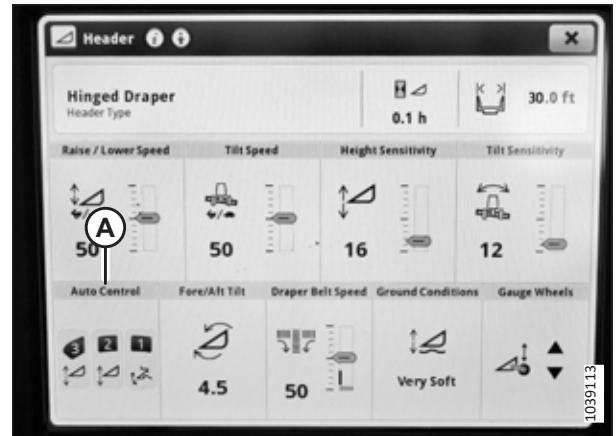 Header
Hinged Draper
Header Type
0.1 h
30.0 ft
Raise / Lower Speed
Tilt Speed
Height Sensitivity
Tilt Sensitivity
50
50
16
12
A
Auto Control
Fore/Aft Tilt
Draper Belt Speed
Ground Conditions
Gauge Wheels
3 2 1
4.5
50
Very Soft
1039113